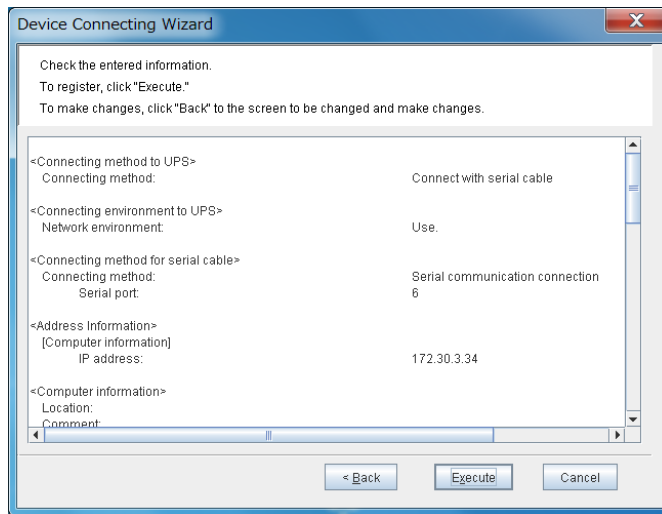 Device Connecting Wizard
Check the entered information.
To register, click "Execute."
To make changes, click "Back" to the screen to be changed and make changes.
<Connecting method to UPS>
Connecting method: Connect with serial cable
<Connecting environment to UPS>
Network environment: Use.
<Connecting method for serial cable>
Connecting method: Serial communication connection
Serial port: 6
<Address Information>
[Computer information]
IP address: 172.30.3.34
<Computer information>
Location:
Comment:
< Back Execute Cancel